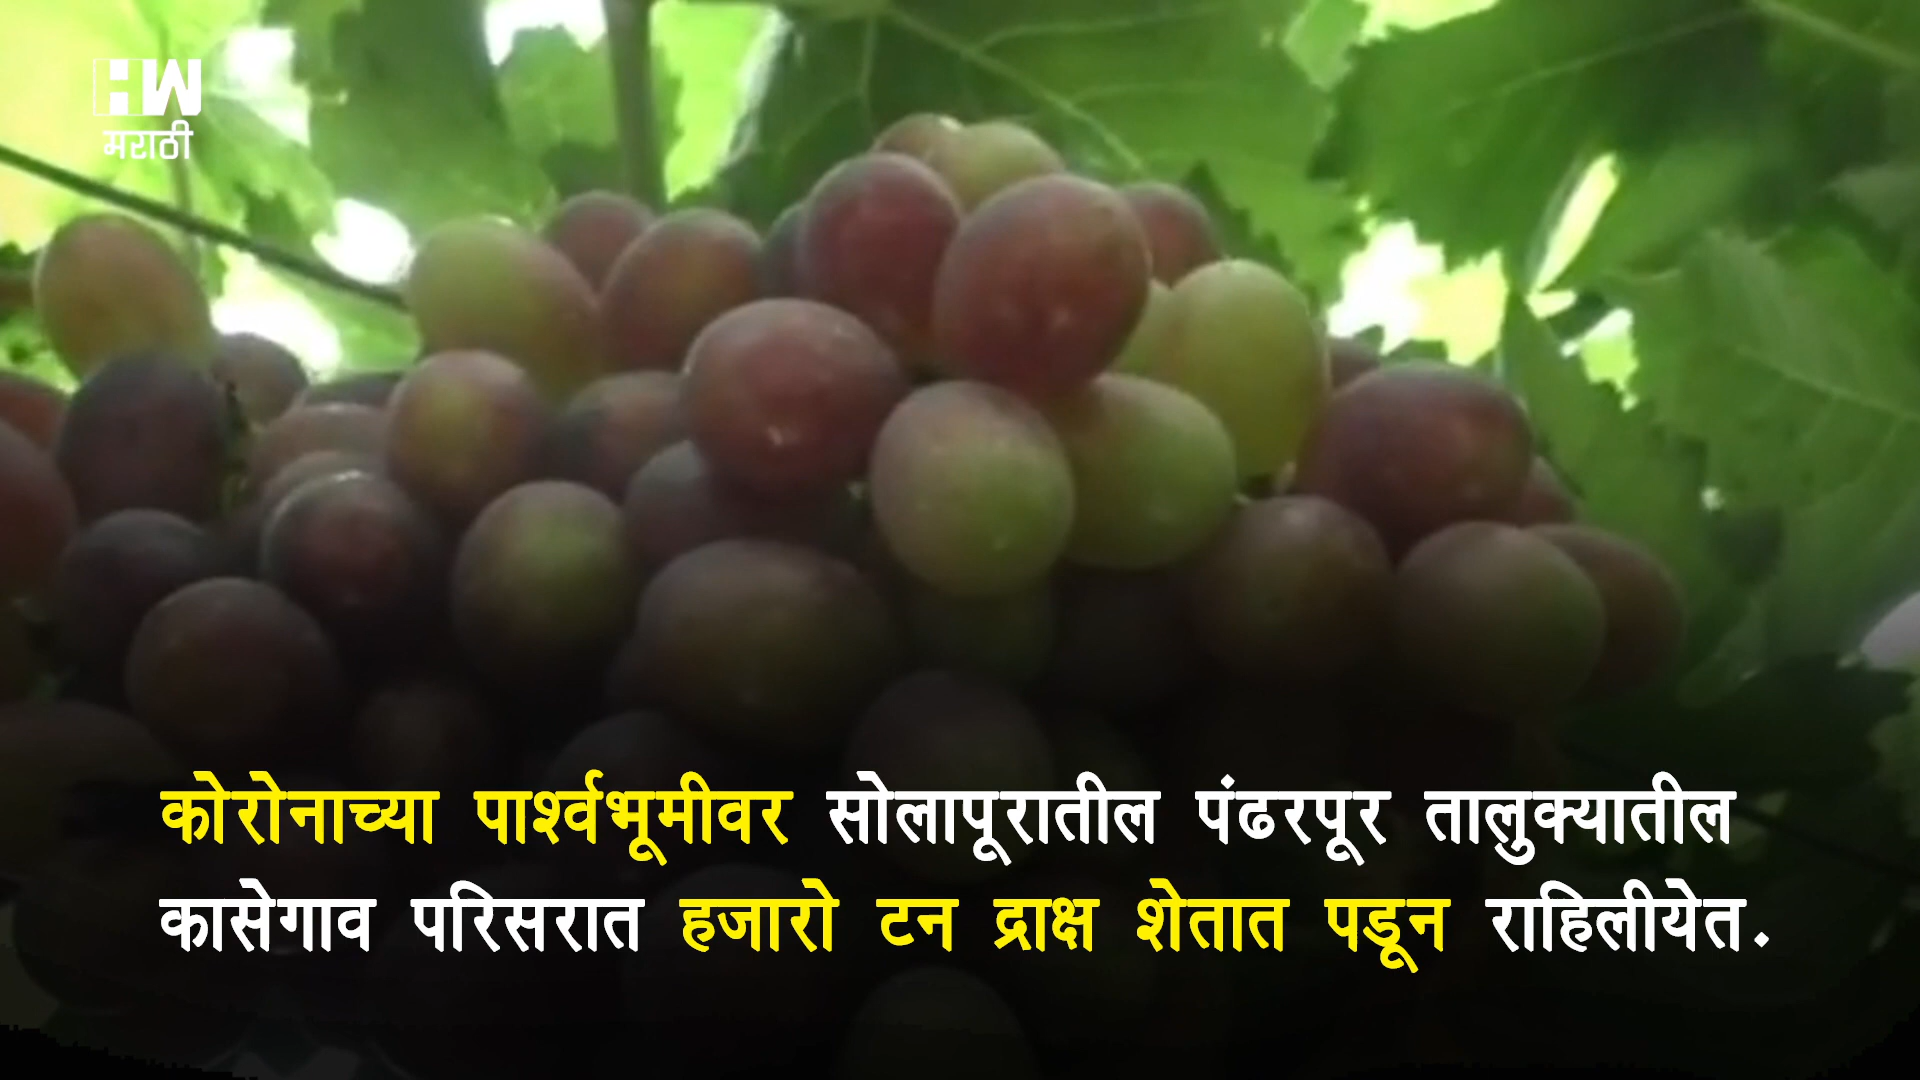 HW
मराठी
कोरोनाच्या पार्श्वभूमीवर सोलापूरातील पंढरपूर तालुक्यातील
कासेगाव परिसरात हजारो टन द्राक्ष शेतात पडून राहिलीयेत.